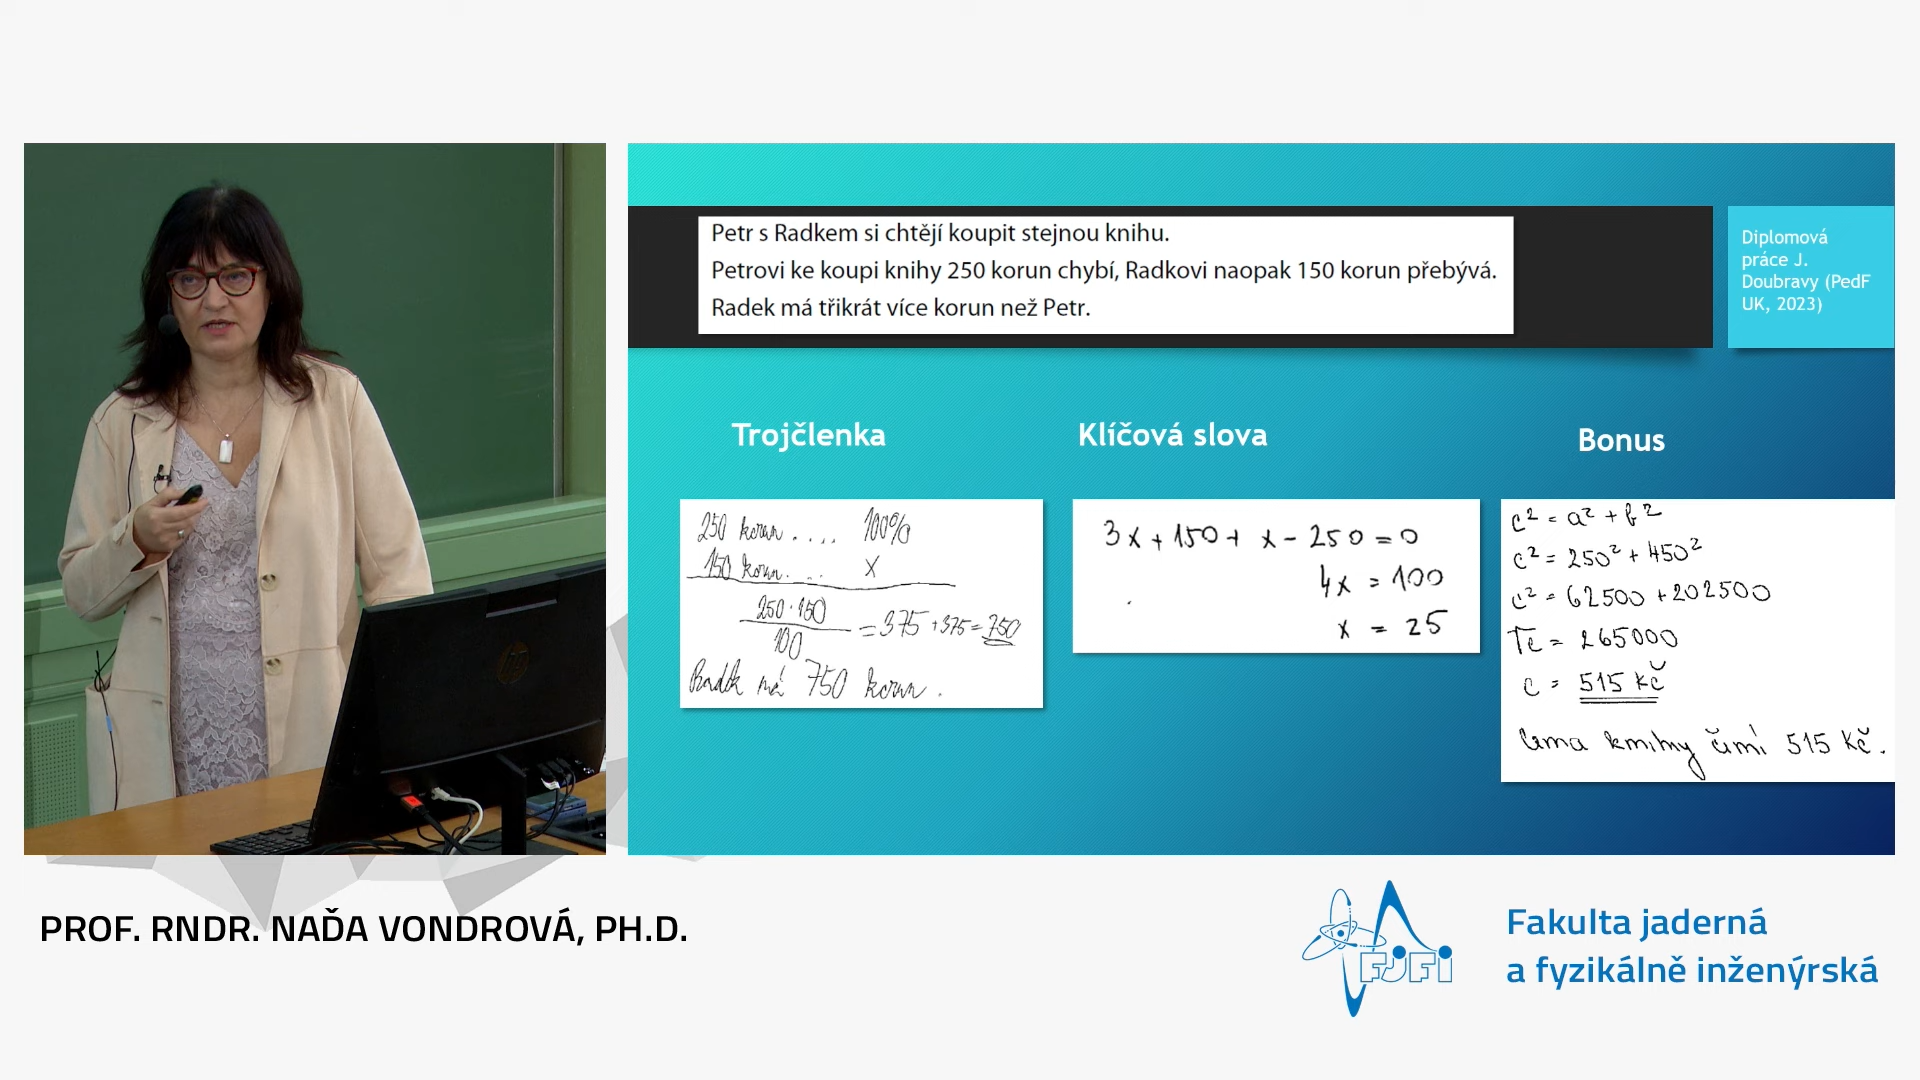 Petr s Radkem si chtějí koupit stejnou knihu.
Petrovi ke koupi knihy 250 korun chybí, Radkovi naopak 150 korun přebývá.
Radek má třikrát více korun než Petr.
Diplomová
práce J.
Doubravy (PedF
UK, 2023)
Trojčlenka
250 korun .... 100%
150 korun. ... x
250·150
100
=375 +375=750
Radek má 750 korun.
Klíčová slova
3x+150+ x-250=0
4x = 100
x = 25
Bonus
c² = a² + b²
c² = 250² + 450²
c² = 62500 + 202500
√c = 265000
c = 515 Kč
Cena knihy činí 515 Kč.
PROF. RNDR. NAĎA VONDROVÁ, PH.D.
FJFI
Fakulta jaderná
a fyzikálně inženýrská